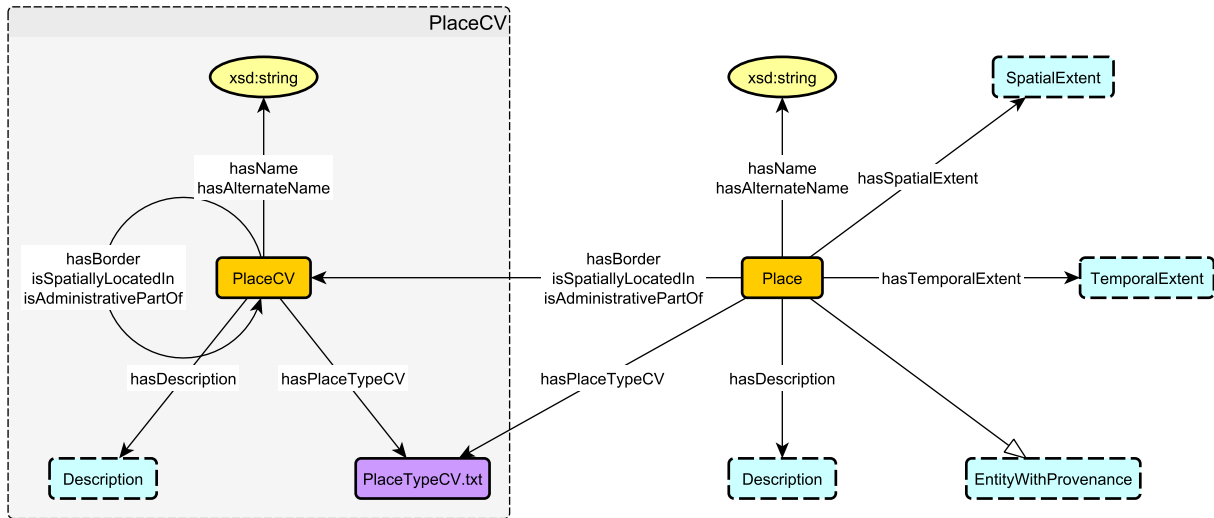 PlaceCV
xsd:string
xsd:string
SpatialExtent
hasName
hasAlternateName
hasName
hasAlternateName
hasSpatialExtent
hasBorder
isSpatiallyLocatedIn
isAdministrativePartOf
PlaceCV
hasBorder
isSpatiallyLocatedIn
isAdministrativePartOf
Place
hasTemporalExtent
TemporalExtent
hasDescription
hasPlaceTypeCV
hasPlaceTypeCV
hasDescription
Description
PlaceTypeCV.txt
Description
EntityWithProvenance